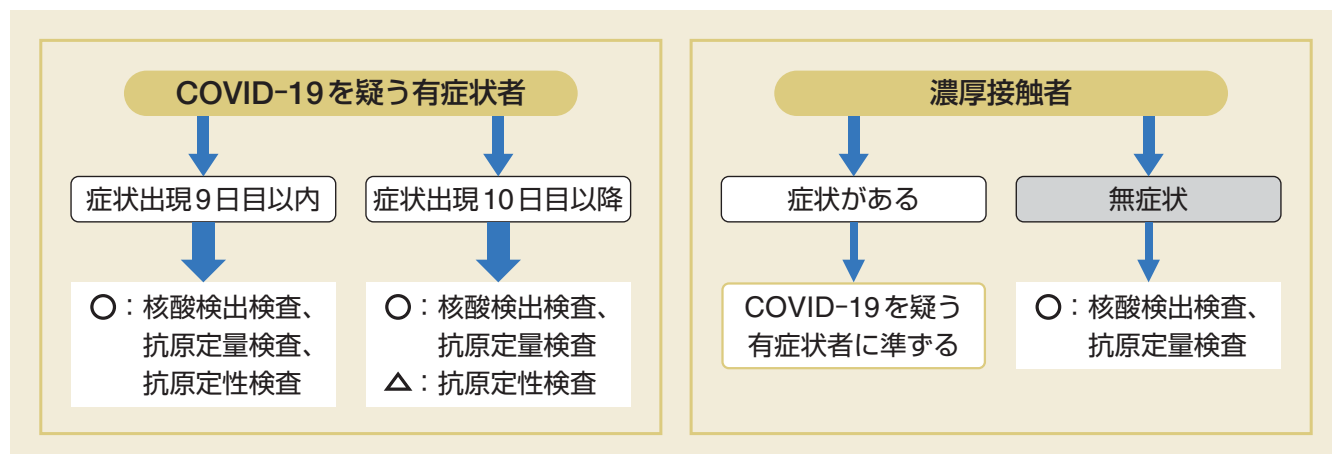 COVID-19を疑う有症状者
症状出現9日目以内
○：核酸検出検査、
抗原定量検査、
抗原定性検査
症状出現10日目以降
○：核酸検出検査、
抗原定量検査
△：抗原定性検査
濃厚接触者
症状がある
COVID-19を疑う
有症状者に準ずる
無症状
○：核酸検出検査、
抗原定量検査